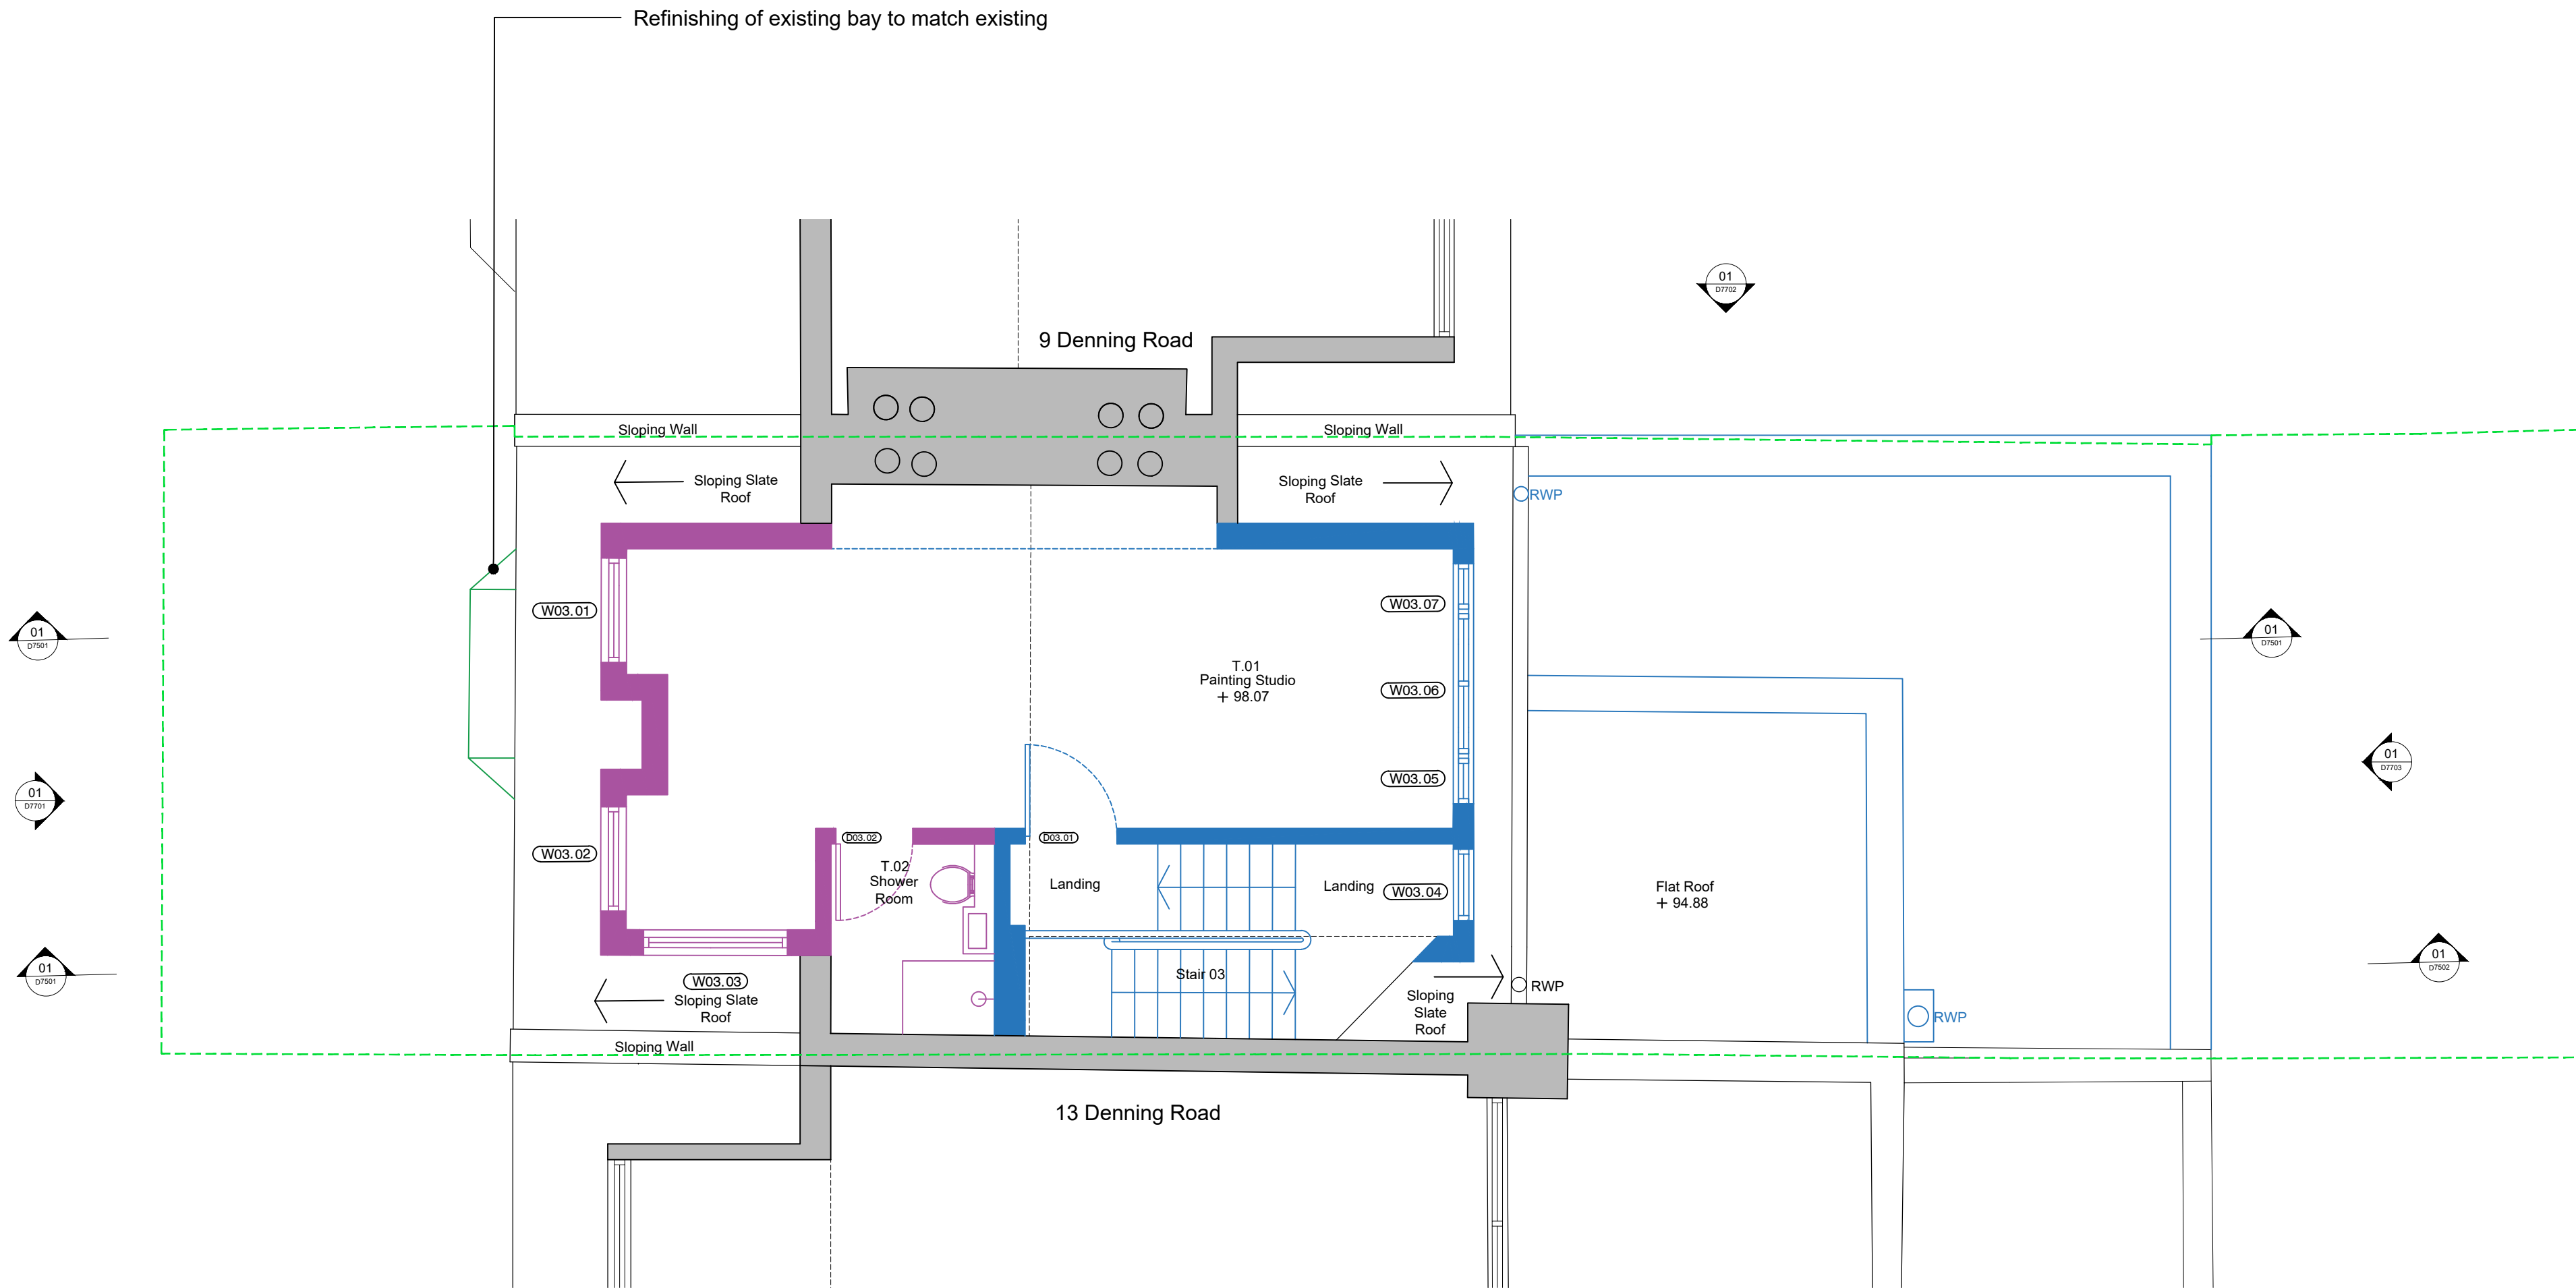 Refinishing of existing bay to match existing
01
D7702
9 Denning Road
Sloping Wall
Sloping Wall
Sloping Slate
Roof
Sloping Slate
Roof
RWP
W03.01
W03.07
01
D7501
01
D7501
T.01
Painting Studio
+ 98.07
W03.06
W03.05
01
D7703
01
D7701
D03.02
D03.01
W03.02
T.02
Shower
Room
Landing
Landing
W03.04
Flat Roof
+ 94.88
01
D7501
01
D7502
W03.03
Sloping Slate
Roof
Stair 03
Sloping
Slate
Roof
RWP
RWP
Sloping Wall
13 Denning Road